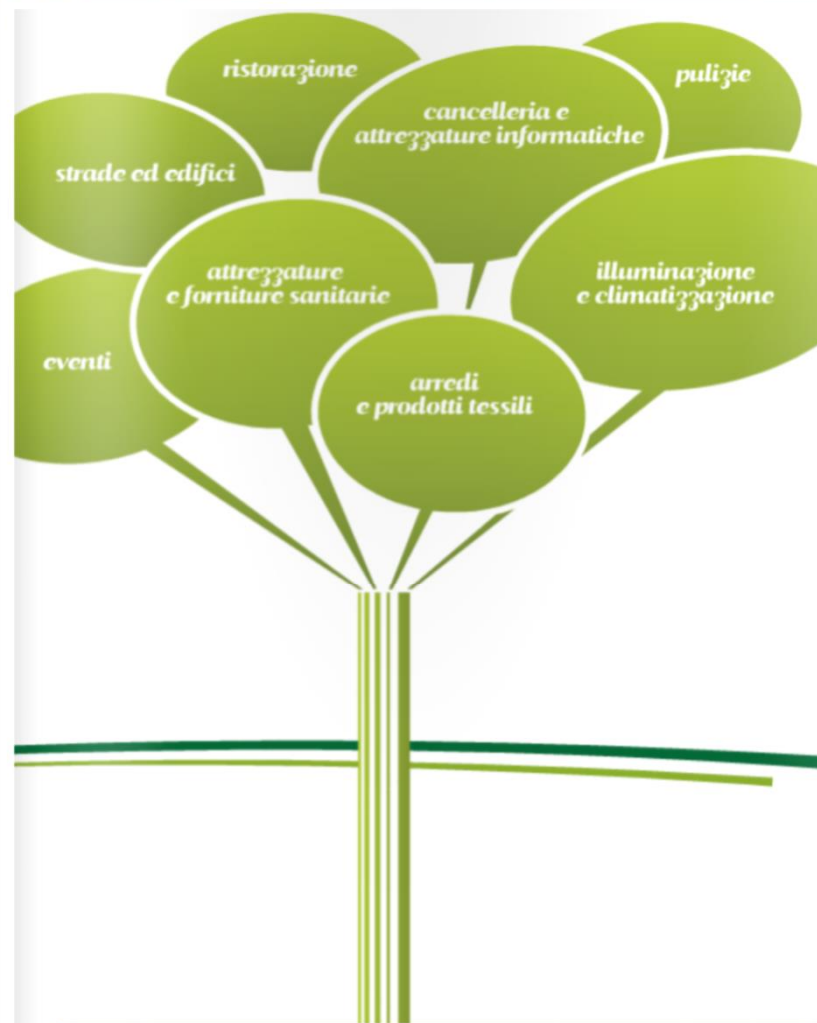 ristorazione
pulizie
cancelleria e
attrezzature informatiche
strade ed edifici
attrezzature
e forniture sanitarie
illuminazione
e climatizzazione
eventi
arredi
e prodotti tessili